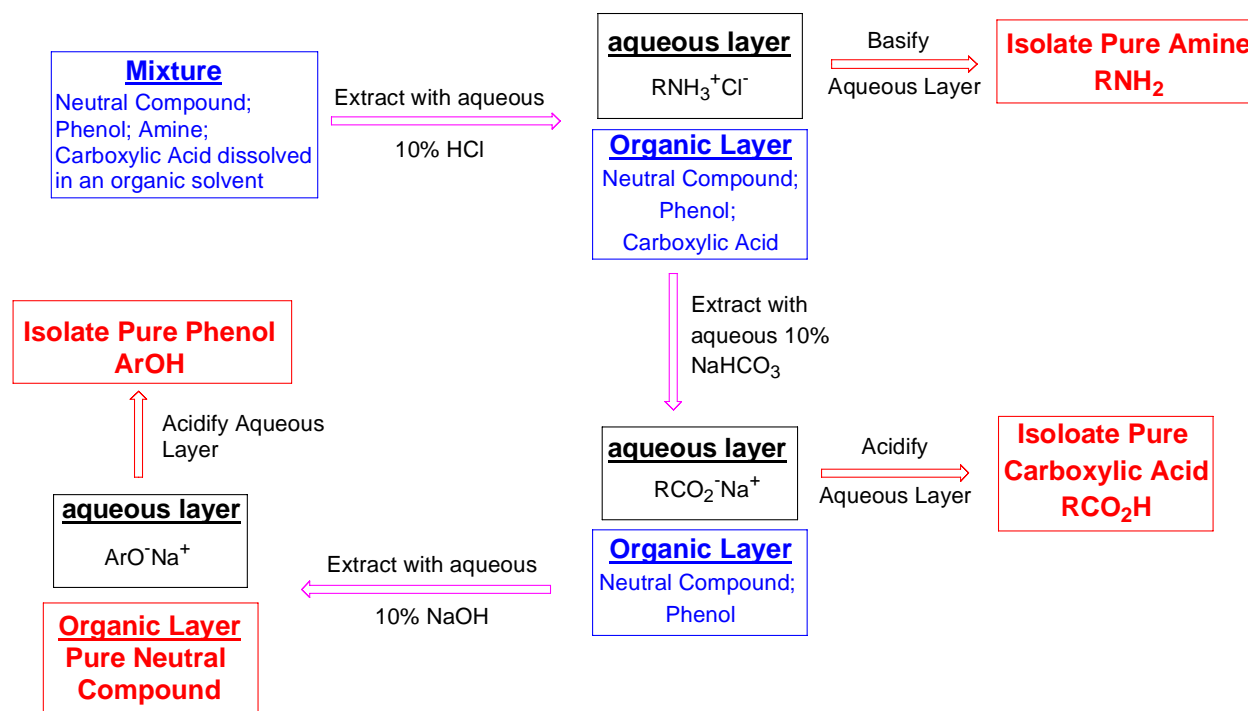 Mixture
Neutral Compound;
Phenol; Amine;
Carboxylic Acid dissolved
in an organic solvent
Extract with aqueous
10% HCl
aqueous layer
RNH₃⁺Cl⁻
Organic Layer
Neutral Compound;
Phenol;
Carboxylic Acid
Basify
Aqueous Layer
Isolate Pure Amine
RNH₂
Extract with
aqueous 10%
NaHCO₃
aqueous layer
RCO₂⁻Na⁺
Organic Layer
Neutral Compound;
Phenol
Acidify
Aqueous Layer
Isoloate Pure
Carboxylic Acid
RCO₂H
Extract with aqueous
10% NaOH
aqueous layer
ArO⁻Na⁺
Organic Layer
Pure Neutral
Compound
Acidify Aqueous
Layer
Isolate Pure Phenol
ArOH